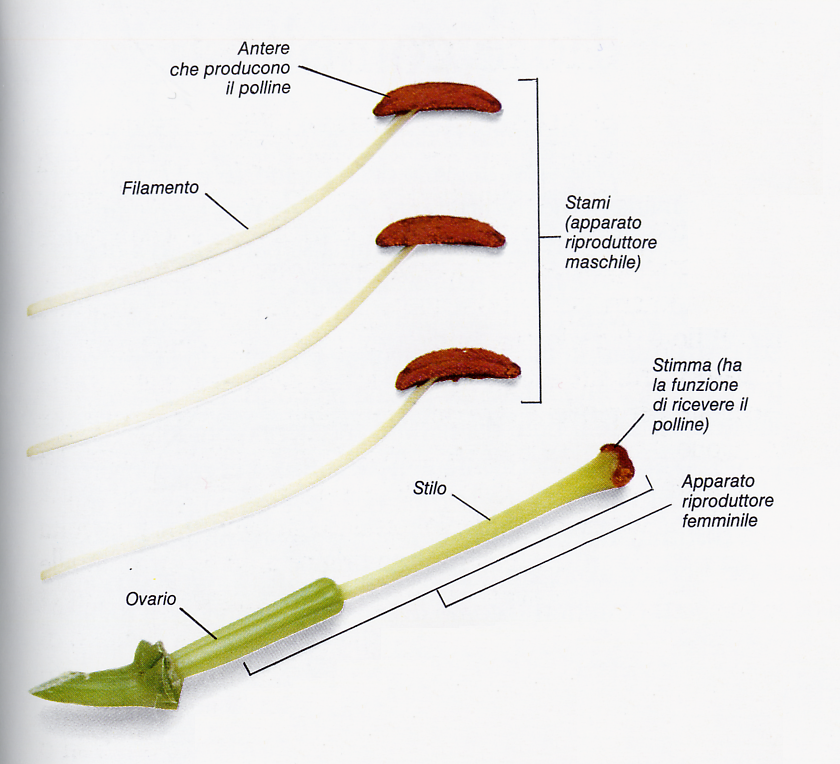 Antere
che producono
il polline
Filamento
Stami
(apparato
riproduttore
maschile)
Stimma (ha
la funzione
di ricevere il
polline)
Stilo
Apparato
riproduttore
femminile
Ovario